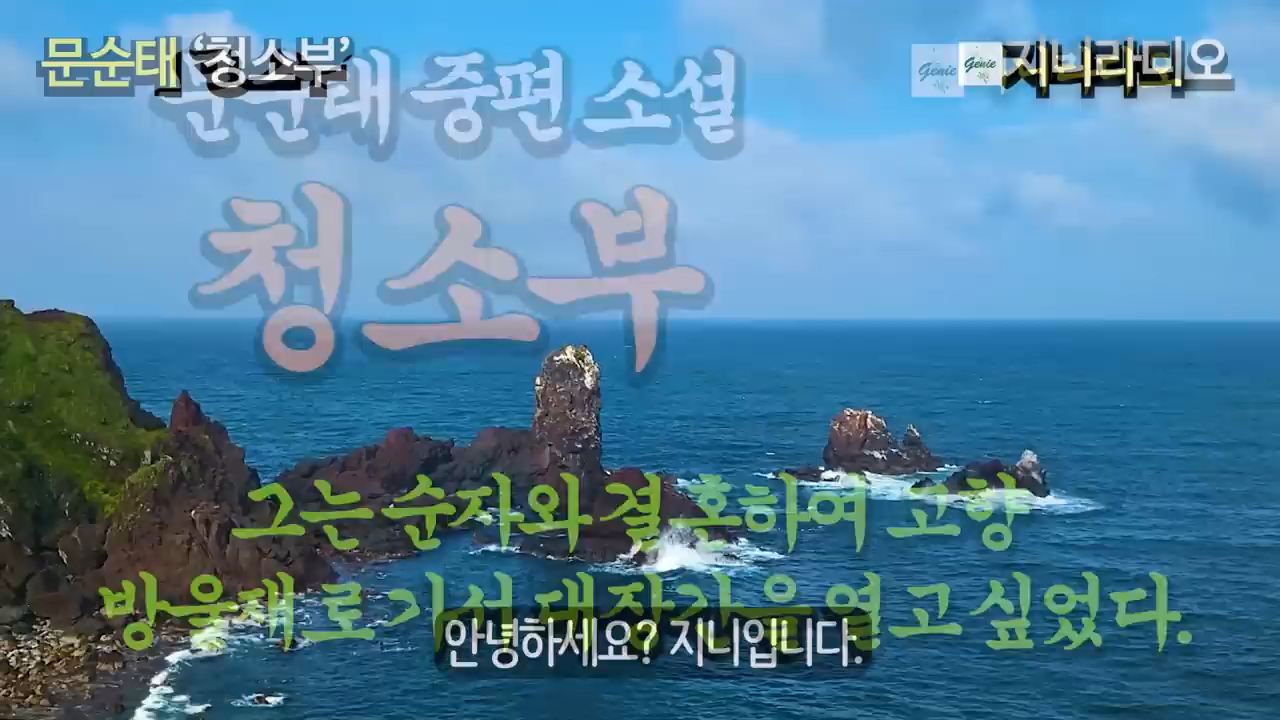 문순태 ‘청소부’
Genie Genie 지니라디오
문순태 중편 소설
청소부
그는 순자와 결혼하여 고향
방울재로 가서 대장간을 열고 싶었다.
안녕하세요? 지니입니다.